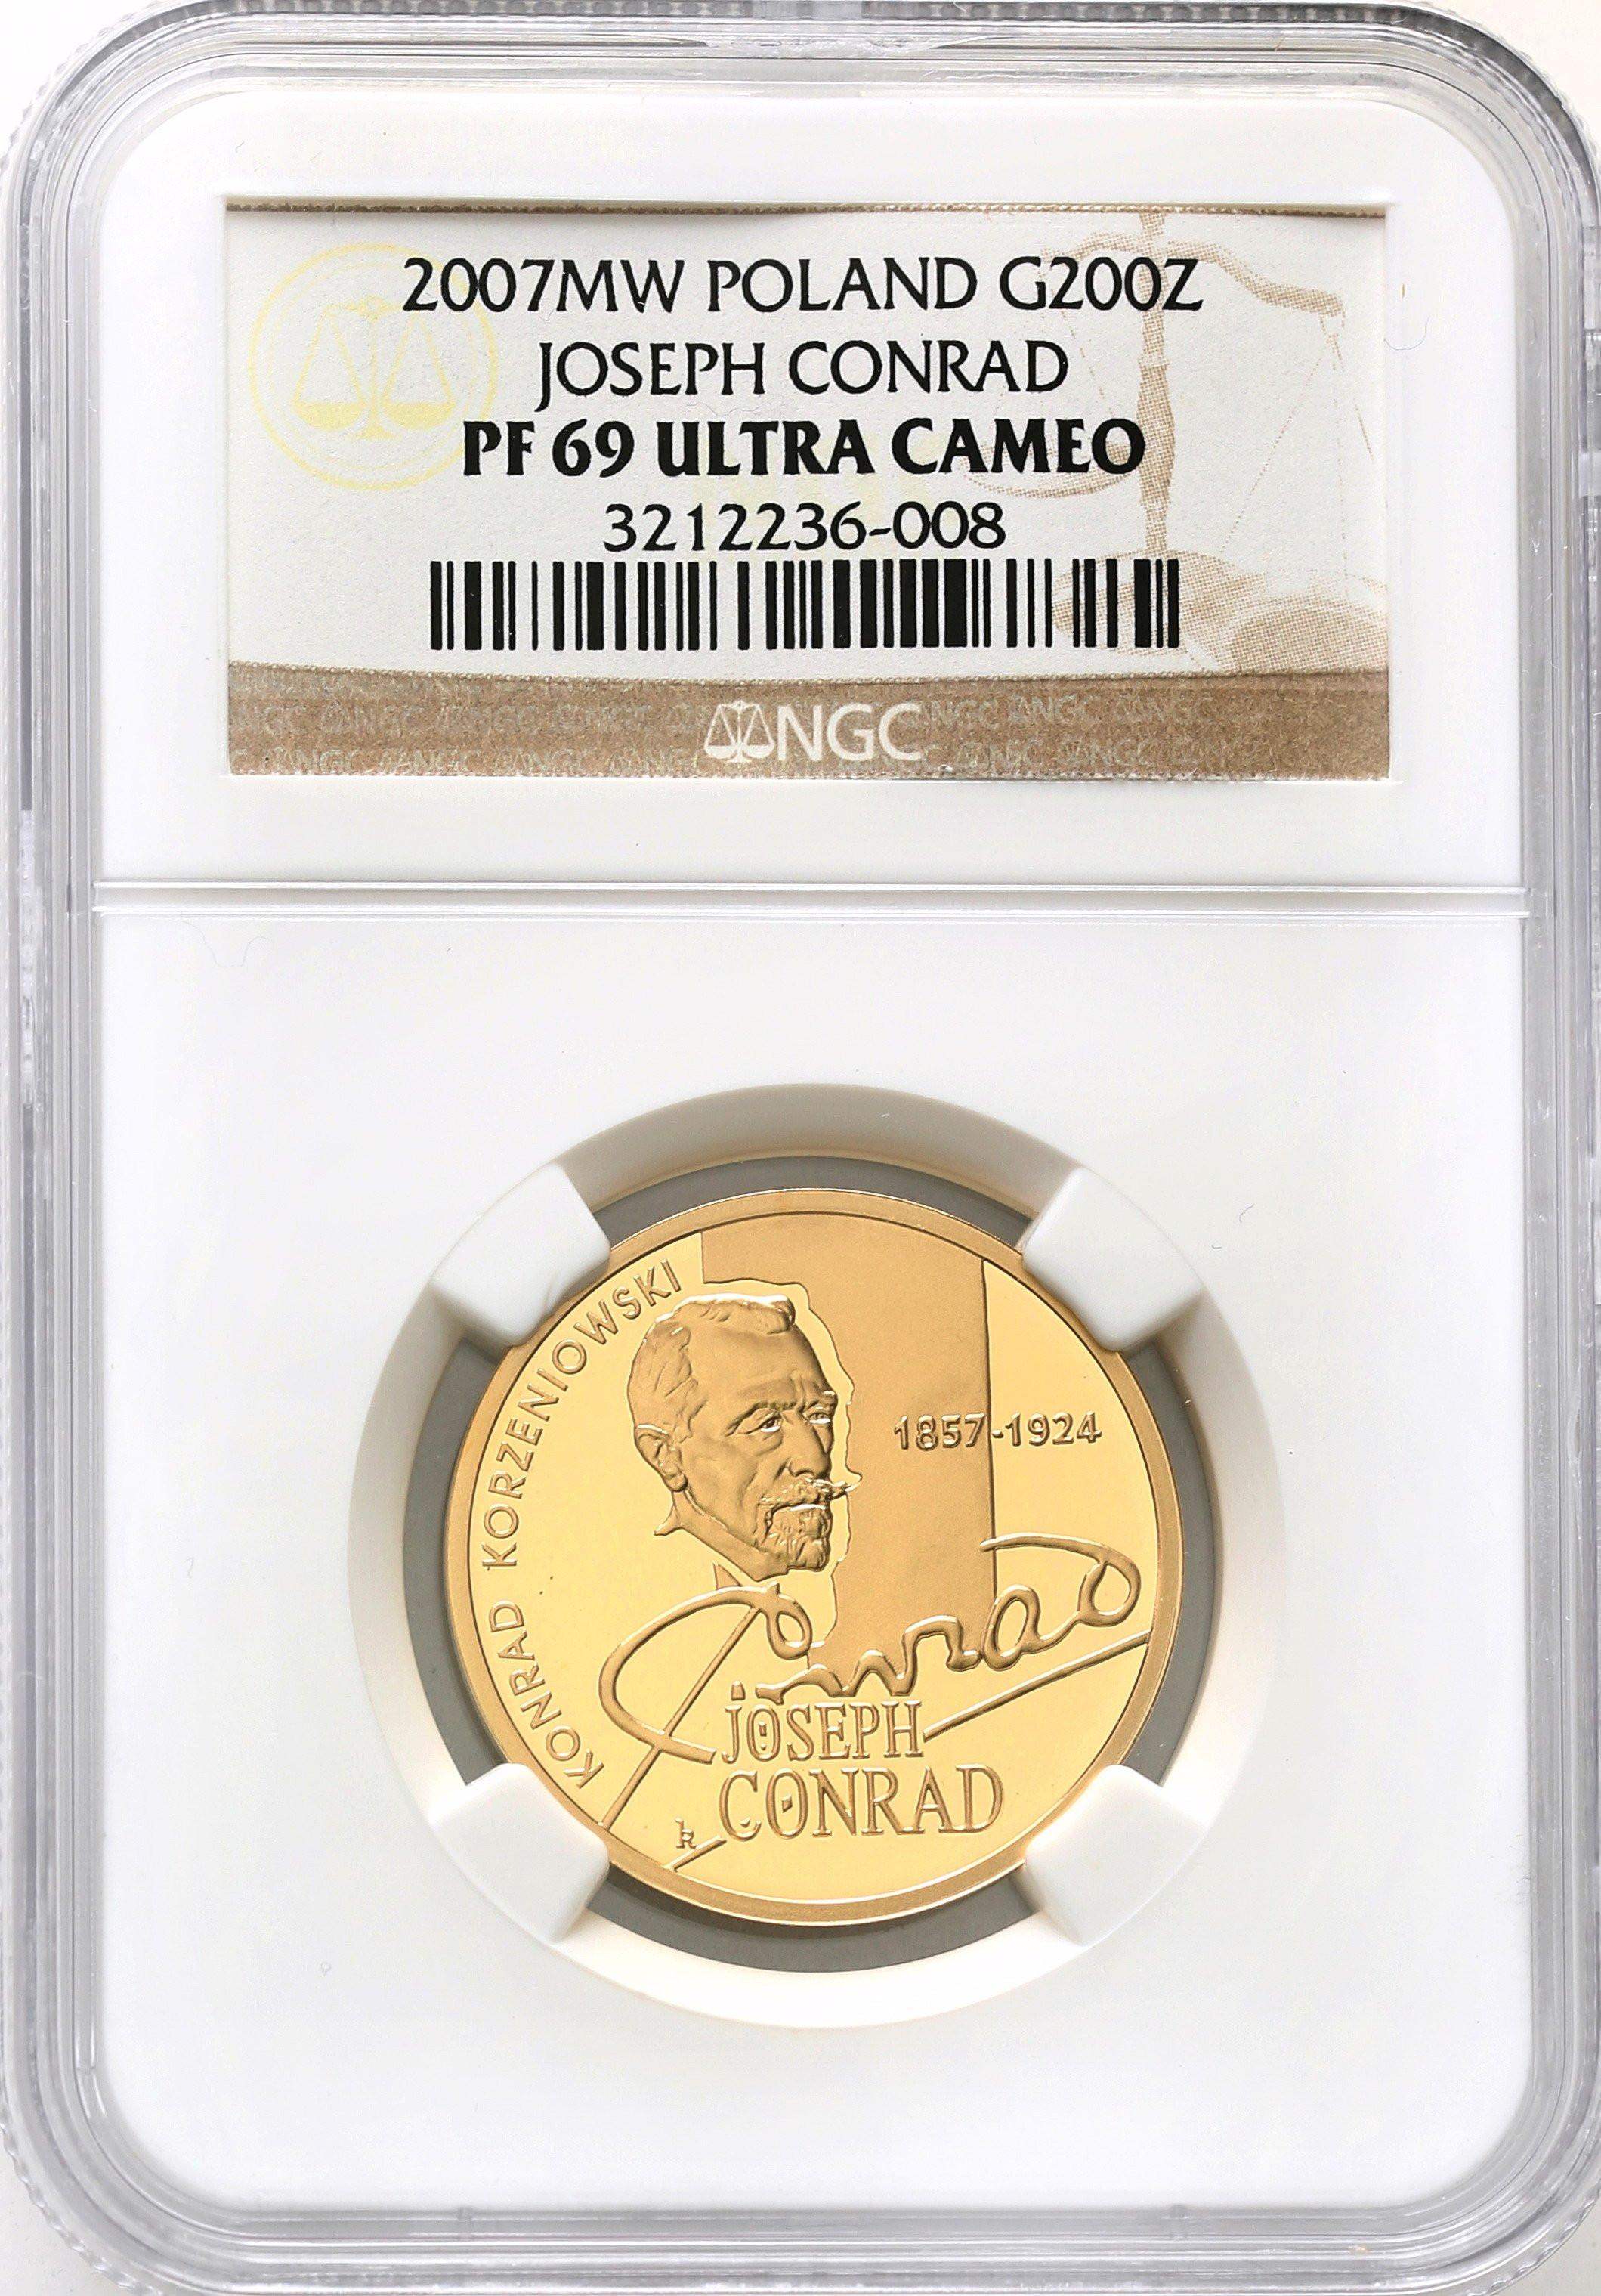 2007MW POLAND G200Z
JOSEPH CONRAD
PF 69 ULTRA CAMEO
3212236-008
NGC
KONRAD KORZENIOWSKI
1857-1924
Conrad
JOSEPH
CONRAD